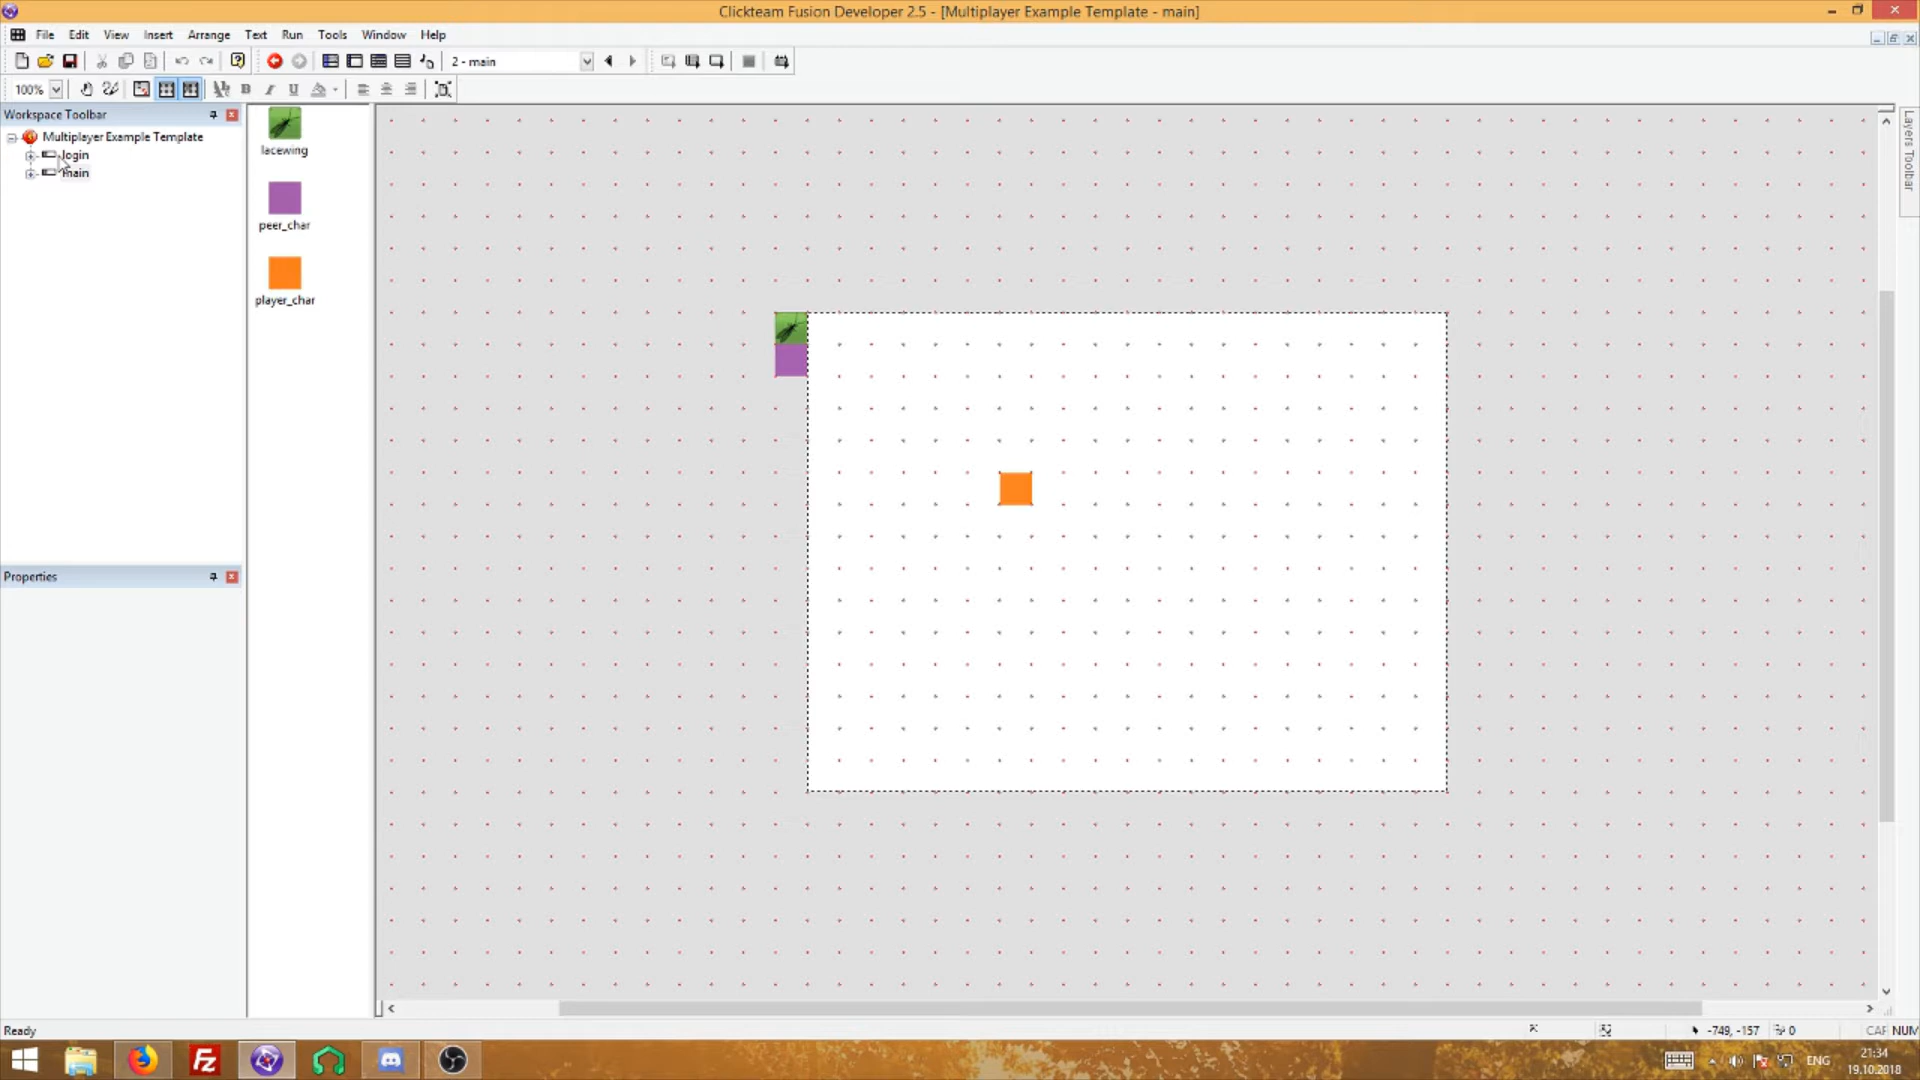 Clickteam Fusion Developer 2.5 - [Multiplayer Example Template - main]
File Edit View Insert Arrange Text Run Tools Window Help
2 - main
100%
Workspace Toolbar
Multiplayer Example Template
login
main
lacewing
peer_char
player_char
Layers Toolbar
Properties
Ready
-749, -157
0
CAP NUM
ENG
21:34
19.10.2018